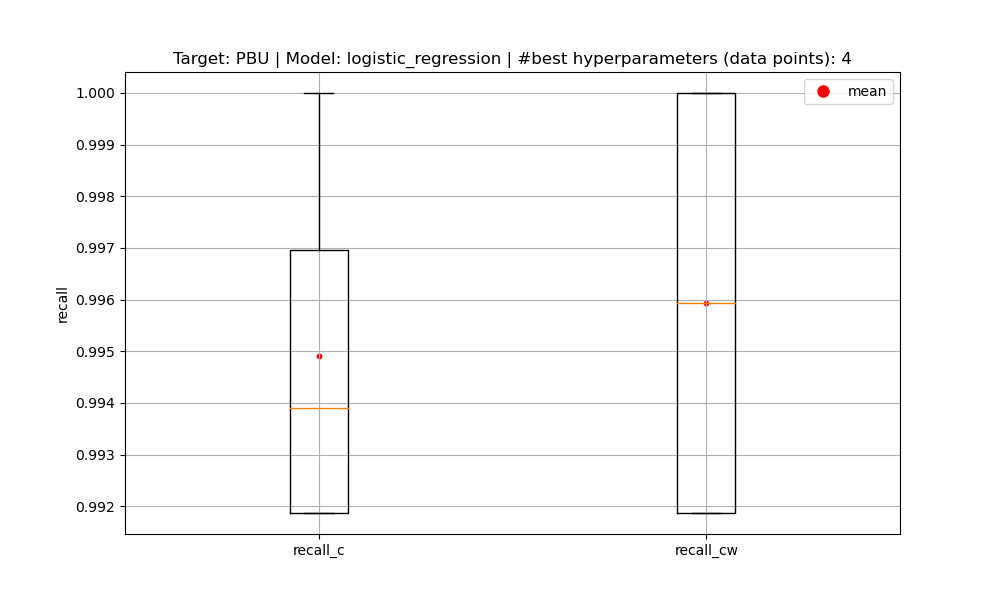 Target: PBU | Model: logistic_regression | #best hyperparameters (data points): 4
mean
1.000
0.999
0.998
0.997
0.996
0.995
0.994
0.993
0.992
recall
recall_c
recall_cw